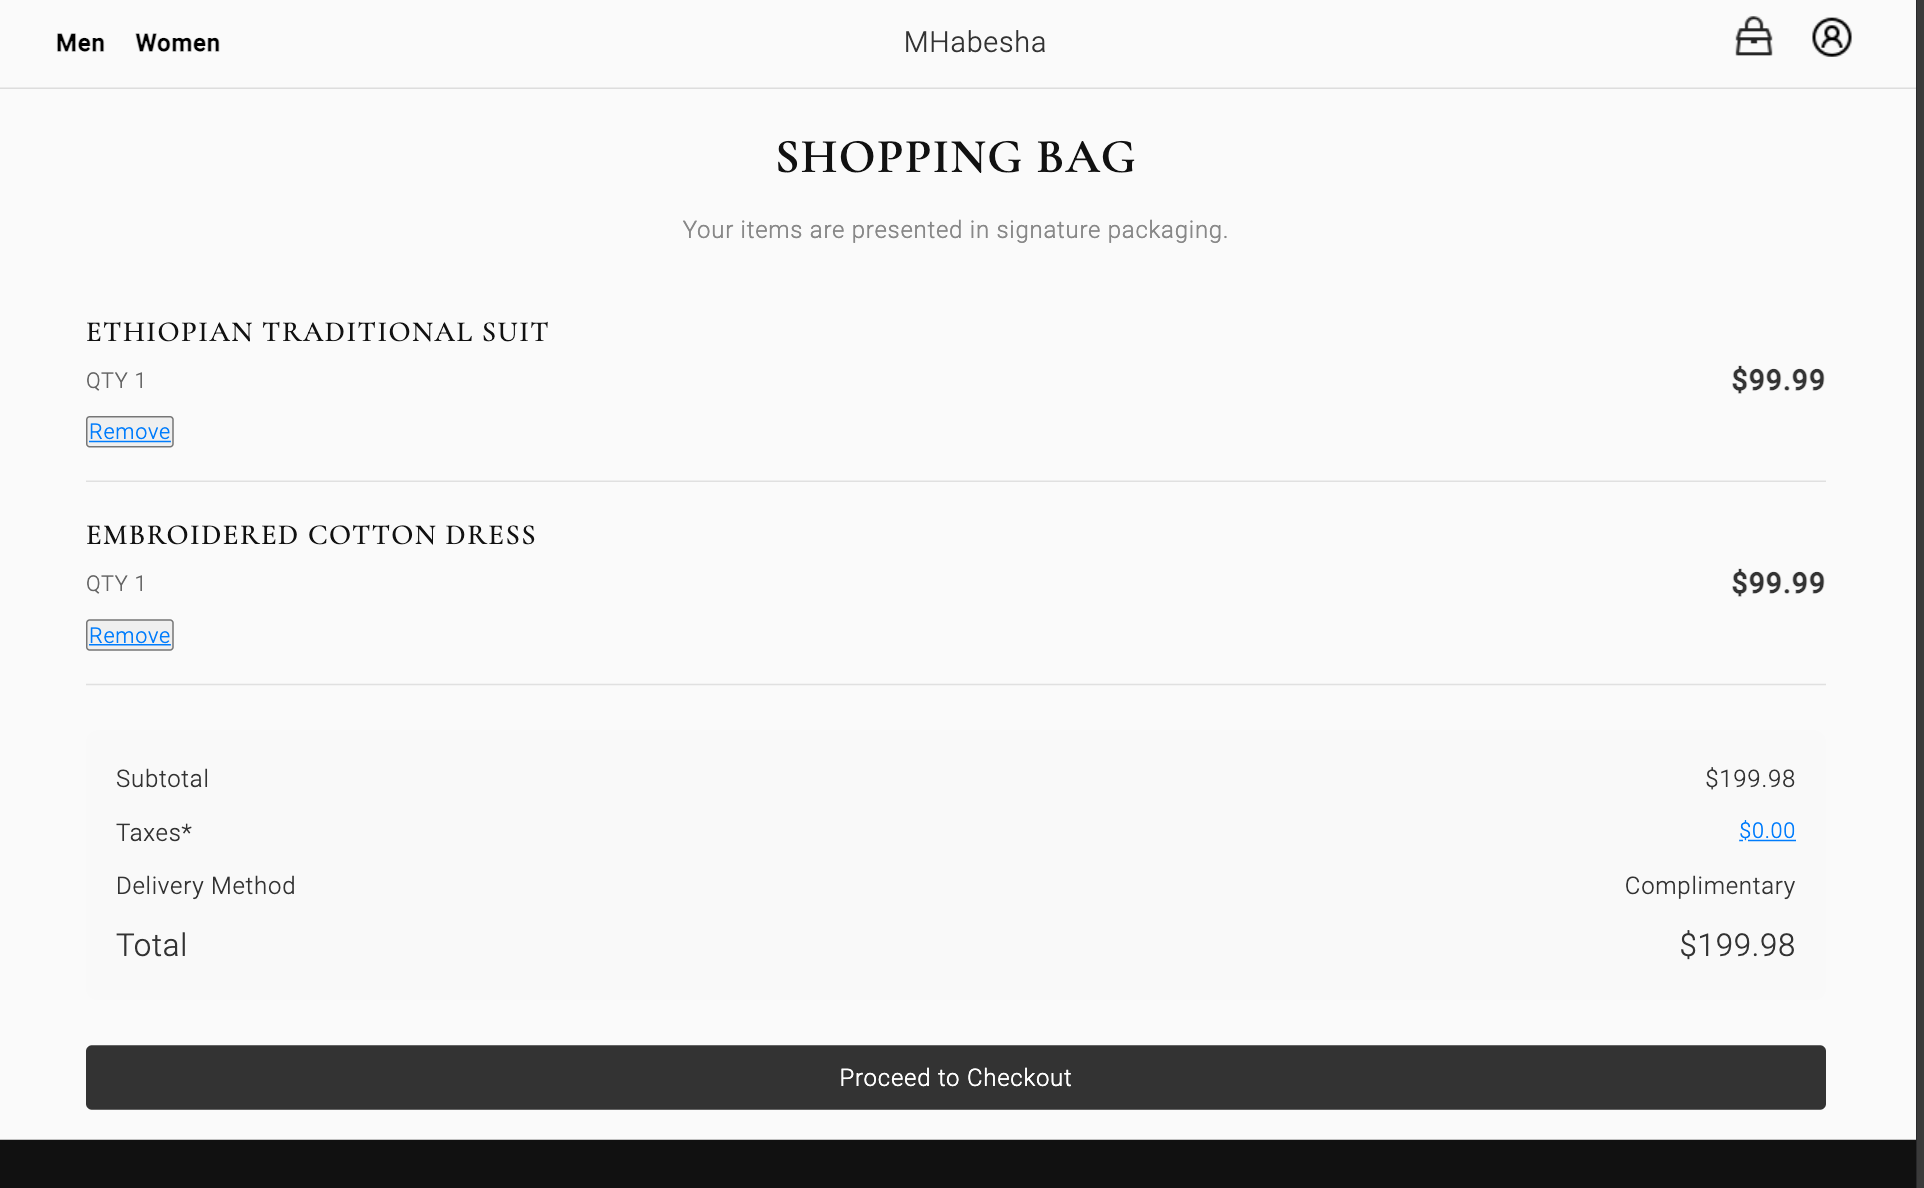 Men Women MHabesha
SHOPPING BAG
Your items are presented in signature packaging.
ETHIOPIAN TRADITIONAL SUIT
QTY 1
$99.99
Remove
EMBROIDERED COTTON DRESS
QTY 1
$99.99
Remove
Subtotal $199.98
Taxes* $0.00
Delivery Method Complimentary
Total $199.98
Proceed to Checkout